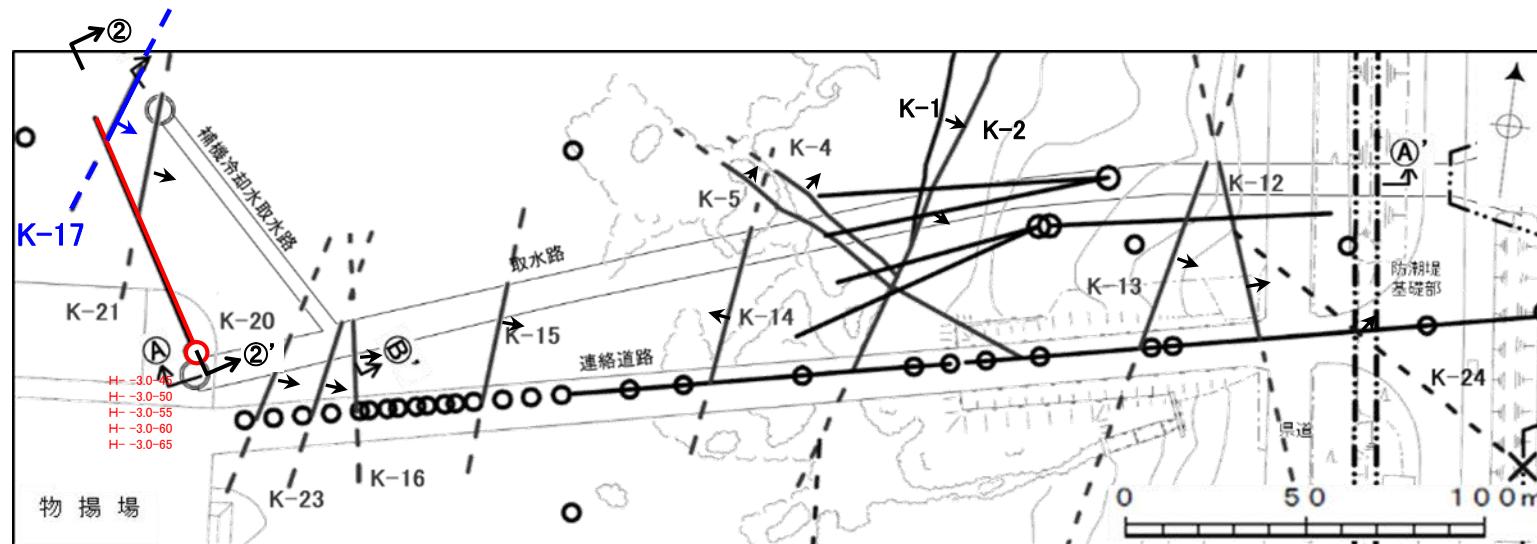 ②
K-1
K-2
K-4
K-5
補機冷却水取水路
Ⓐ'
K-12
K-17
取水路
K-21
K-20
K-15
K-14
K-13
防潮堤
基礎部
Ⓐ
②'
Ⓑ'
連絡道路
H- -3.0-45
H- -3.0-50
H- -3.0-55
H- -3.0-60
H- -3.0-65
K-24
県道
K-16
K-23
物揚場
0 50 100m